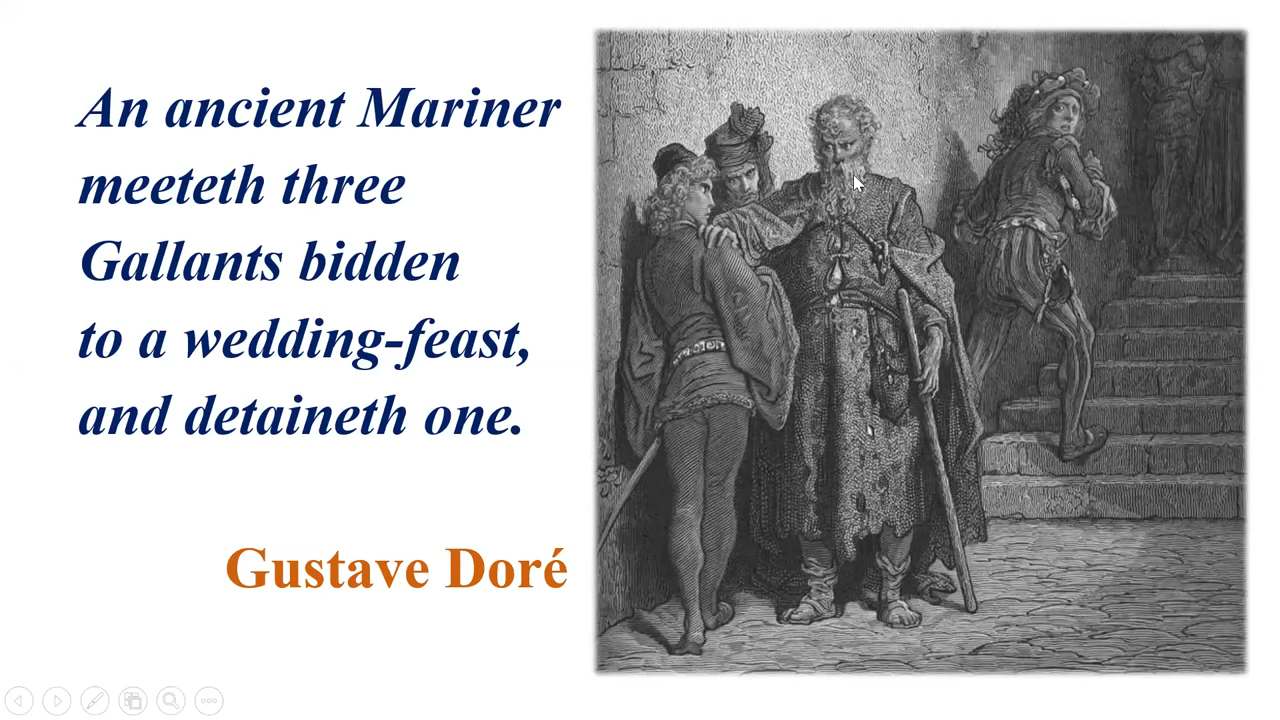 An ancient Mariner
meeteth three
Gallants bidden
to a wedding-feast,
and detaineth one.
Gustave Doré